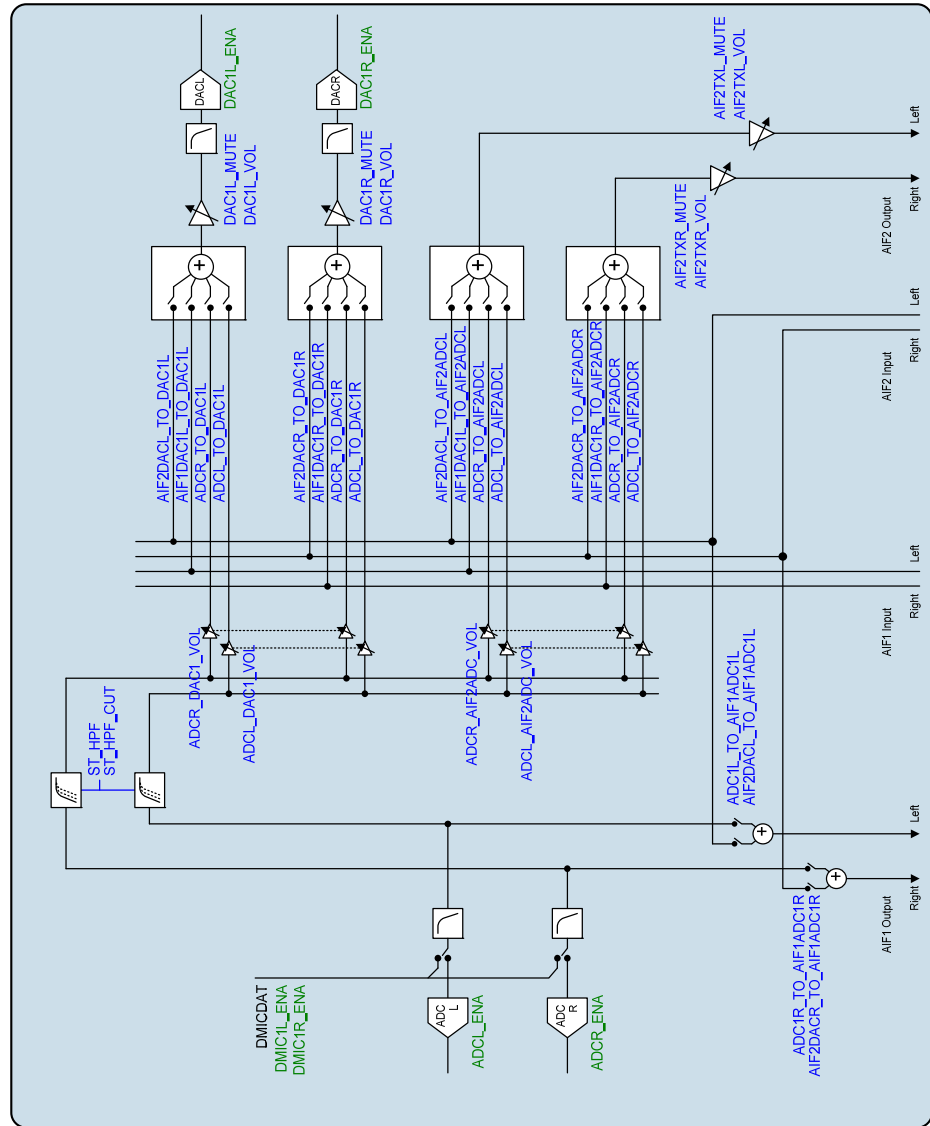 DACL
DAC1L_ENA
DACR
DAC1R_ENA
DAC1L_MUTE
DAC1L_VOL
DAC1R_MUTE
DAC1R_VOL
AIF2TXL_MUTE
AIF2TXL_VOL
AIF2TXR_MUTE
AIF2TXR_VOL
Left
Right
AIF2 Output
AIF2DACL_TO_DAC1L
AIF1DAC1L_TO_DAC1L
ADCR_TO_DAC1L
ADCL_TO_DAC1L
AIF2DACR_TO_DAC1R
AIF1DAC1R_TO_DAC1R
ADCR_TO_DAC1R
ADCL_TO_DAC1R
AIF2DACL_TO_AIF2ADCL
AIF1DAC1L_TO_AIF2ADCL
ADCR_TO_AIF2ADCL
ADCL_TO_AIF2ADCL
AIF2DACR_TO_AIF2ADCR
AIF1DAC1R_TO_AIF2ADCR
ADCR_TO_AIF2ADCR
ADCL_TO_AIF2ADCR
Left
Right
AIF2 Input
Left
Right
AIF1 Input
ADCR_DAC1_VOL
ADCL_DAC1_VOL
ADCR_AIF2ADC_VOL
ADCL_AIF2ADC_VOL
ST_HPF
ST_HPF_CUT
ADC1L_TO_AIF1ADC1L
AIF2DACL_TO_AIF1ADC1L
Left
Right
AIF1 Output
ADC1R_TO_AIF1ADC1R
AIF2DACR_TO_AIF1ADC1R
DMICDAT
DMIC1L_ENA
DMIC1R_ENA
ADC
L
ADCL_ENA
ADC
R
ADCR_ENA